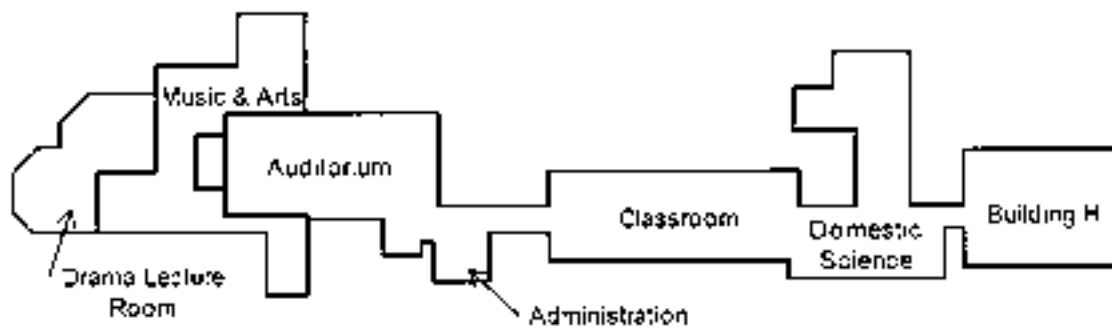 Music & Arts
Auditorium
Classroom
Building H
Domestic
Science
Drama Lecture
Room
Administration